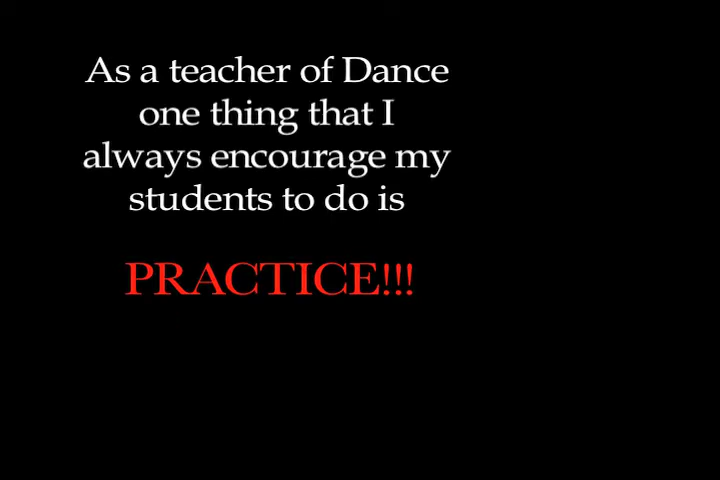 As a teacher of Dance
one thing that I
always encourage my
students to do is
PRACTICE!!!